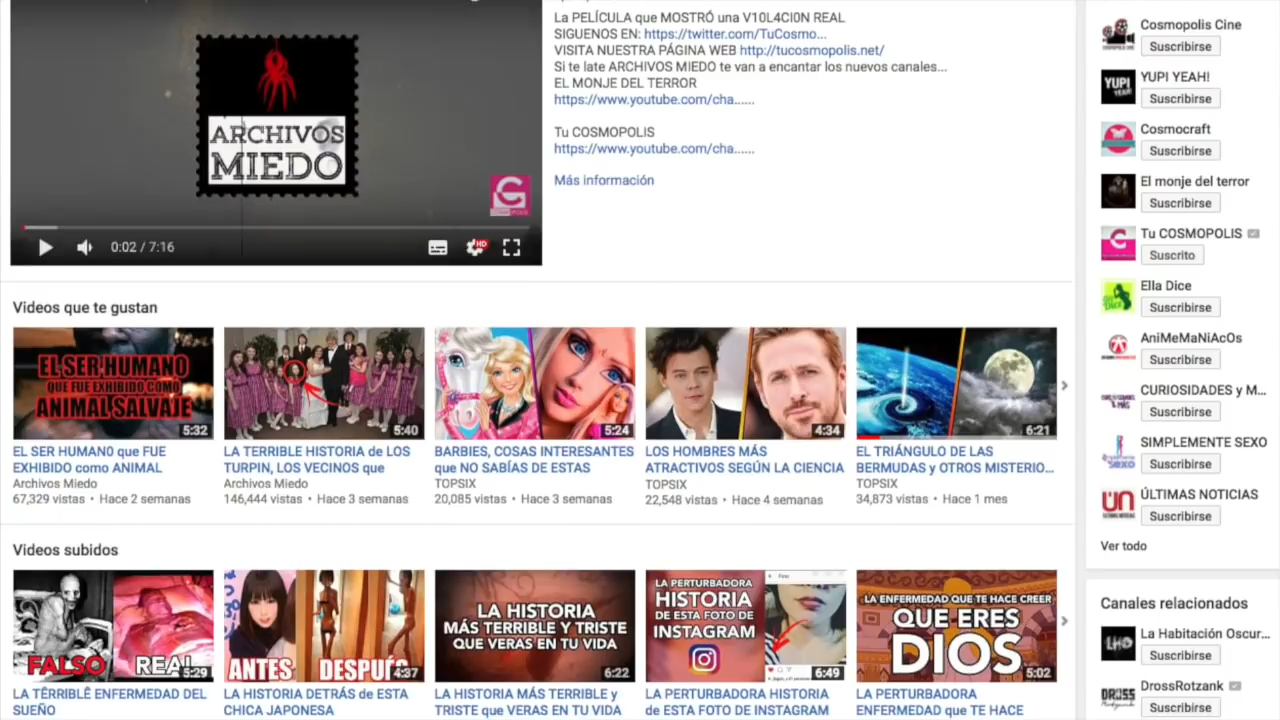 La PELÍCULA que MOSTRÓ una V10L4CI0N REAL
SIGUENOS EN: https://twitter.com/TuCosmo...
VISITA NUESTRA PÁGINA WEB http://tucosmopolis.net/
Si te late ARCHIVOS MIEDO te van a encantar los nuevos canales...
EL MONJE DEL TERROR
https://www.youtube.com/cha......
Tu COSMOPOLIS
https://www.youtube.com/cha......
Más información
ARCHIVOS
MIEDO
0:02 / 7:16
HD
Videos que te gustan
EL SER HUMANO
QUE FUE EXHIBIDO COMO
ANIMAL SALVAJE
5:32
5:40
5:24
4:34
6:21
EL SER HUMAN0 que FUE
EXHIBIDO como ANIMAL
Archivos Miedo
67,329 vistas • Hace 2 semanas
LA TERRIBLE HISTORIA de LOS
TURPIN, LOS VECINOS que
Archivos Miedo
146,444 vistas • Hace 3 semanas
BARBIES, COSAS INTERESANTES
que NO SABÍAS DE ESTAS
TOPSIX
20,085 vistas • Hace 3 semanas
LOS HOMBRES MÁS
ATRACTIVOS SEGÚN LA CIENCIA
TOPSIX
22,548 vistas • Hace 4 semanas
EL TRIÁNGULO DE LAS
BERMUDAS y OTROS MISTERIO...
TOPSIX
34,873 vistas • Hace 1 mes
Videos subidos
FALSO
REAL
5:29
ANTES
DESPUÉS
4:37
LA HISTORIA
MÁS TERRIBLE Y TRISTE
QUE VERAS EN TU VIDA
6:22
LA PERTURBADORA
HISTORIA
DE ESTA FOTO DE
INSTAGRAM
6:49
LA ENFERMEDAD QUE TE HACE CREER
QUE ERES
DIOS
5:02
LA TÊRRIBLÊ ENFERMEDAD DEL
SUEÑO
LA HISTORIA DETRÁS de ESTA
CHICA JAPONESA
LA HISTORIA MÁS TERRIBLE y
TRISTE que VERAS EN TU VIDA
LA PERTURBADORA HISTORIA
de ESTA FOTO DE INSTAGRAM
LA PERTURBADORA
ENFERMEDAD QUE TE HACE
Cosmopolis Cine
Suscribirse
YUPI
YEAH!
YUPI YEAH!
Suscribirse
Cosmocraft
Suscribirse
El monje del terror
Suscribirse
Tu COSMOPOLIS
Suscrito
Ella Dice
Suscribirse
AniMeMaNiAcOs
Suscribirse
CURIOSIDADES y M...
Suscribirse
SIMPLEMENTE SEXO
Suscribirse
ÚN
ÚLTIMAS NOTICIAS
Suscribirse
Ver todo
Canales relacionados
La Habitación Oscur...
Suscribirse
DROSS
DrossRotzank
Suscribirse